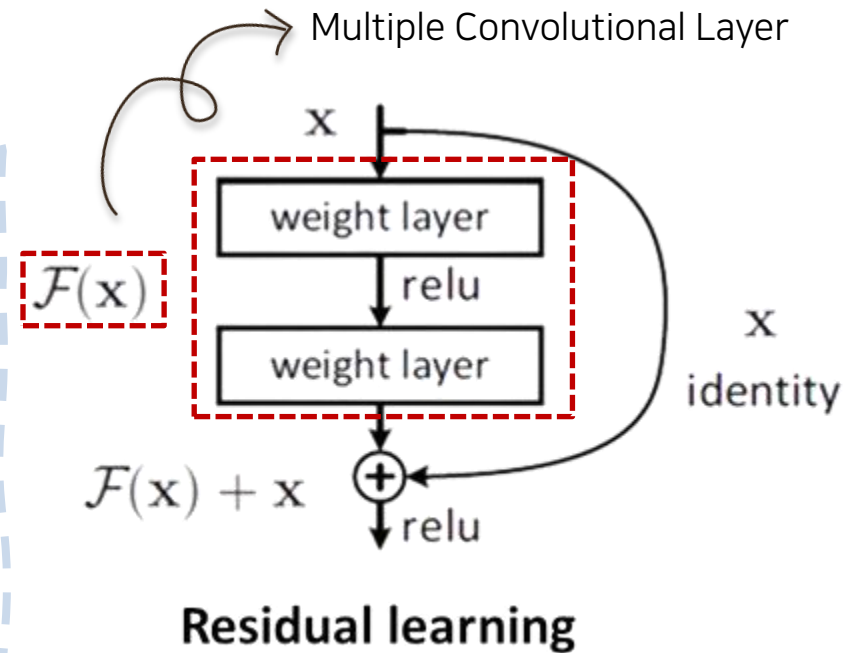 Multiple Convolutional Layer
x
weight layer
relu
F(x)
weight layer
x
identity
F(x) + x
+
relu
Residual learning